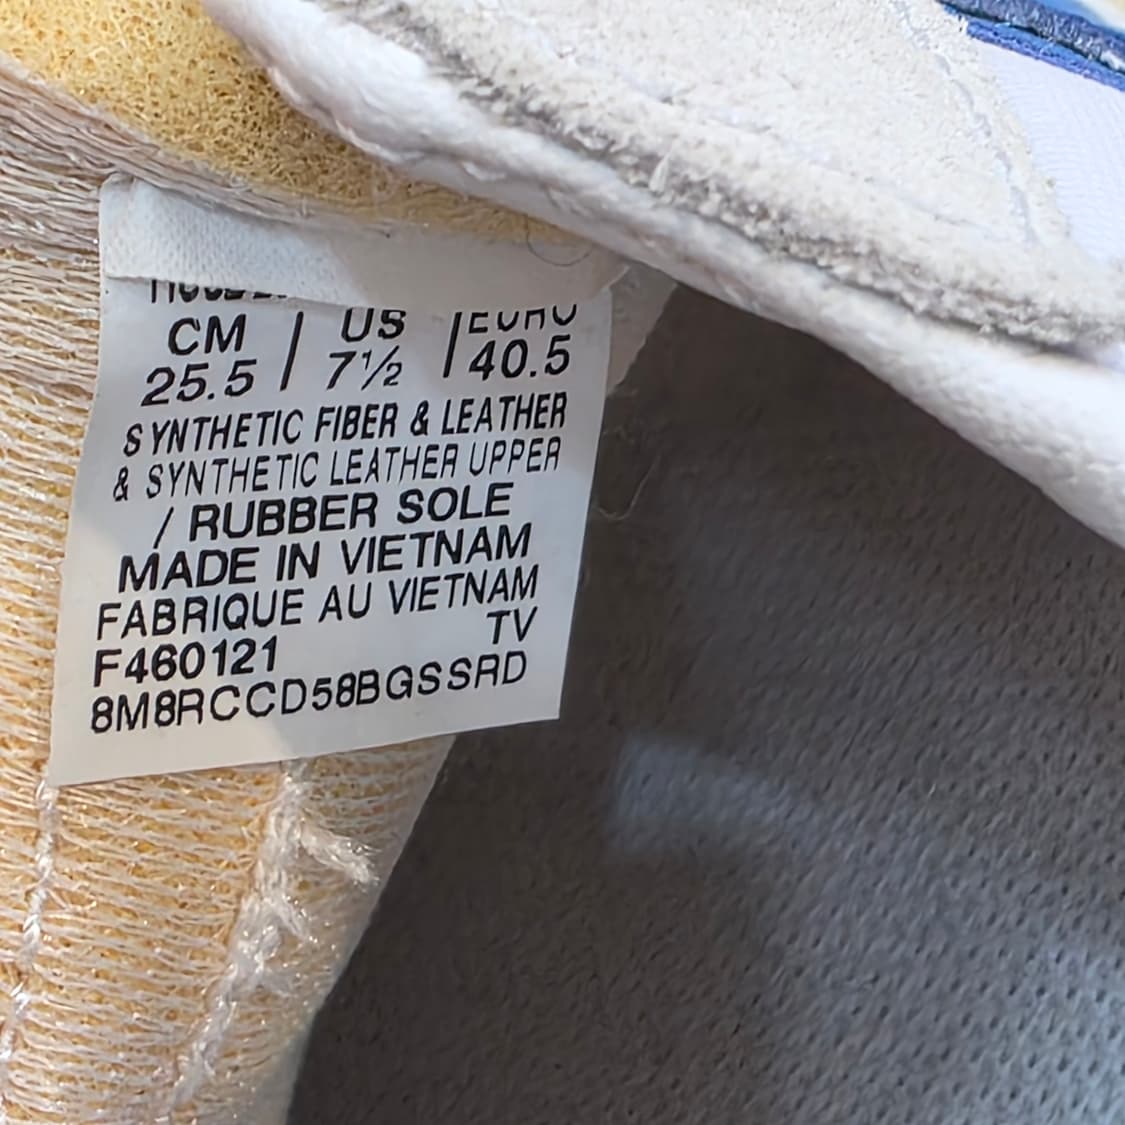 CM / US / EURO
25.5 7½ 40.5
SYNTHETIC FIBER & LEATHER
& SYNTHETIC LEATHER UPPER
/ RUBBER SOLE
MADE IN VIETNAM
FABRIQUE AU VIETNAM
TV
F460121
8M8RCCD58BGSSRD